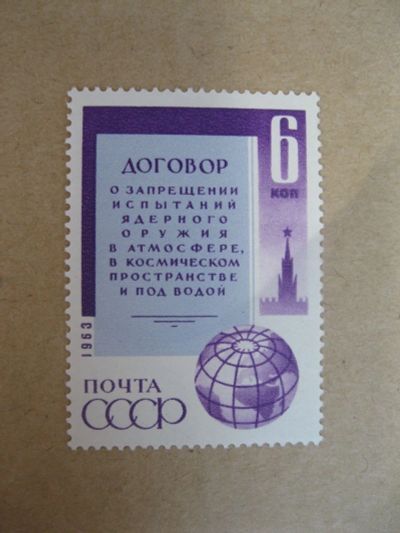 6
КОП
ДОГОВОР
О ЗАПРЕЩЕНИИ
ИСПЫТАНИЙ
ЯДЕРНОГО
ОРУЖИЯ
В АТМОСФЕРЕ,
В КОСМИЧЕСКОМ
ПРОСТРАНСТВЕ
И ПОД ВОДОЙ
1963
ПОЧТА
СССР